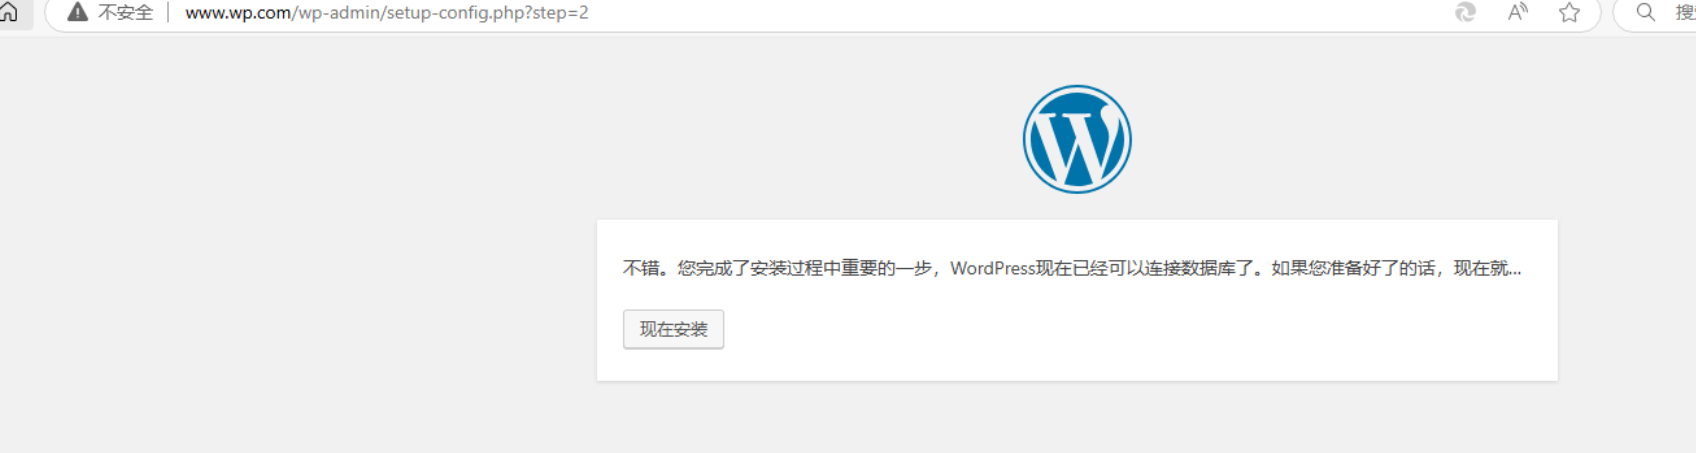 不安全 www.wp.com/wp-admin/setup-config.php?step=2
不错。您完成了安装过程中重要的一步，WordPress现在已经可以连接数据库了。如果您准备好了的话，现在就...
现在安装